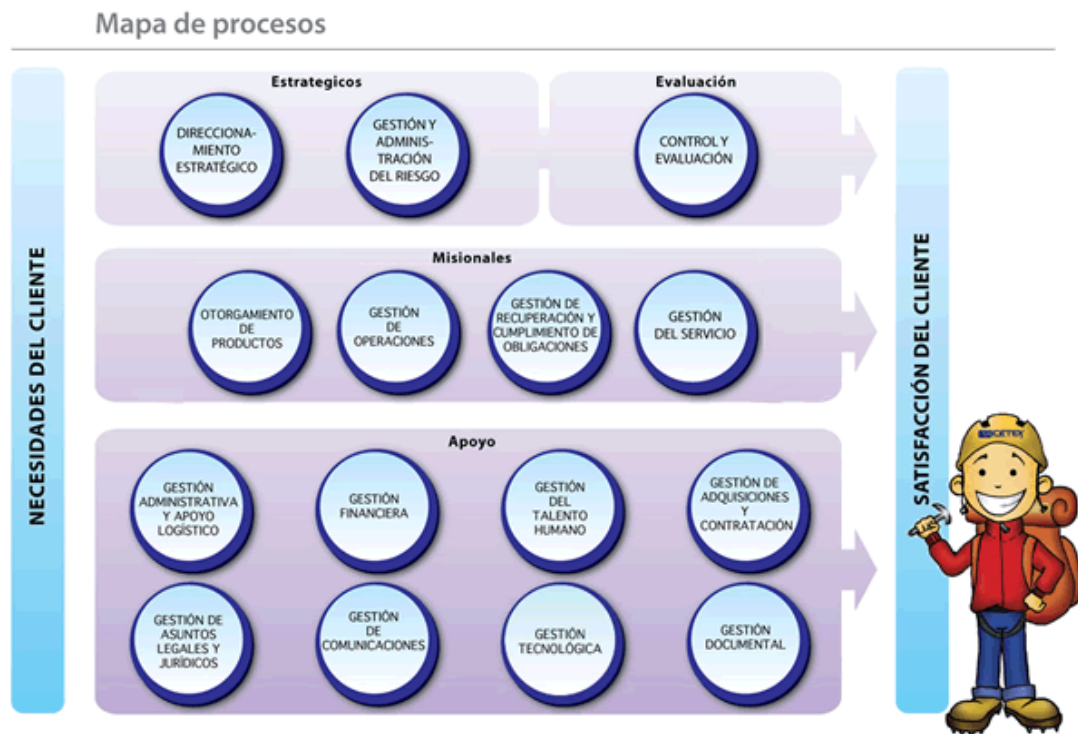 Mapa de procesos
NECESIDADES DEL CLIENTE
Estrategicos
DIRECCIONA-
MIENTO
ESTRATÉGICO
GESTIÓN Y
ADMINIS-
TRACIÓN
DEL RIESGO
Evaluación
CONTROL Y
EVALUACIÓN
Misionales
OTORGAMIENTO
DE
PRODUCTOS
GESTIÓN
DE
OPERACIONES
GESTIÓN DE
RECUPERACIÓN Y
CUMPLIMIENTO DE
OBLIGACIONES
GESTIÓN
DEL SERVICIO
Apoyo
GESTIÓN
ADMINISTRATIVA
Y APOYO
LOGÍSTICO
GESTIÓN
FINANCIERA
GESTIÓN
DEL
TALENTO
HUMANO
GESTIÓN DE
ADQUISICIONES
Y
CONTRATACIÓN
GESTIÓN DE
ASUNTOS
LEGALES Y
JURÍDICOS
GESTIÓN
DE
COMUNICACIONES
GESTIÓN
TECNOLÓGICA
GESTIÓN
DOCUMENTAL
SATISFACCIÓN DEL CLIENTE